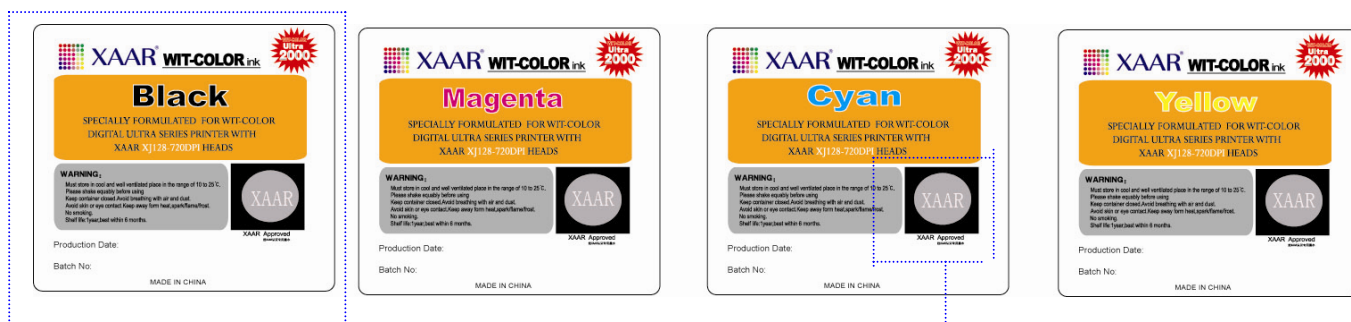 XAAR® WIT-COLOR ink
WIT-COLOR
Ultra
2000
Black
SPECIALLY FORMULATED FOR WIT-COLOR
DIGITAL ULTRA SERIES PRINTER WITH
XAAR XJ128-720DPI HEADS
WARNING:
Must store in cool and well ventilated place in the range of 10 to 25℃.
Please shake equably before using
Keep container closed.Avoid breathing with air and dust.
Avoid skin or eye contact.Keep away form heat,spark/flame/frost.
No smoking.
Shelf life:1year,best within 6 months.
XAAR
XAAR Approved
Production Date:
Batch No:
MADE IN CHINA
XAAR® WIT-COLOR ink
WIT-COLOR
Ultra
2000
Magenta
SPECIALLY FORMULATED FOR WIT-COLOR
DIGITAL ULTRA SERIES PRINTER WITH
XAAR XJ128-720DPI HEADS
WARNING:
Must store in cool and well ventilated place in the range of 10 to 25℃.
Please shake equably before using
Keep container closed.Avoid breathing with air and dust.
Avoid skin or eye contact.Keep away form heat,spark/flame/frost.
No smoking.
Shelf life:1year,best within 6 months.
XAAR
XAAR Approved
Production Date:
Batch No:
MADE IN CHINA
XAAR® WIT-COLOR ink
WIT-COLOR
Ultra
2000
Cyan
SPECIALLY FORMULATED FOR WIT-COLOR
DIGITAL ULTRA SERIES PRINTER WITH
XAAR XJ128-720DPI HEADS
WARNING:
Must store in cool and well ventilated place in the range of 10 to 25℃.
Please shake equably before using
Keep container closed.Avoid breathing with air and dust.
Avoid skin or eye contact.Keep away form heat,spark/flame/frost.
No smoking.
Shelf life:1year,best within 6 months.
XAAR
XAAR Approved
Production Date:
Batch No:
MADE IN CHINA
XAAR® WIT-COLOR ink
WIT-COLOR
Ultra
2000
Yellow
SPECIALLY FORMULATED FOR WIT-COLOR
DIGITAL ULTRA SERIES PRINTER WITH
XAAR XJ128-720DPI HEADS
WARNING:
Must store in cool and well ventilated place in the range of 10 to 25℃.
Please shake equably before using
Keep container closed.Avoid breathing with air and dust.
Avoid skin or eye contact.Keep away form heat,spark/flame/frost.
No smoking.
Shelf life:1year,best within 6 months.
XAAR
XAAR Approved
Production Date:
Batch No:
MADE IN CHINA